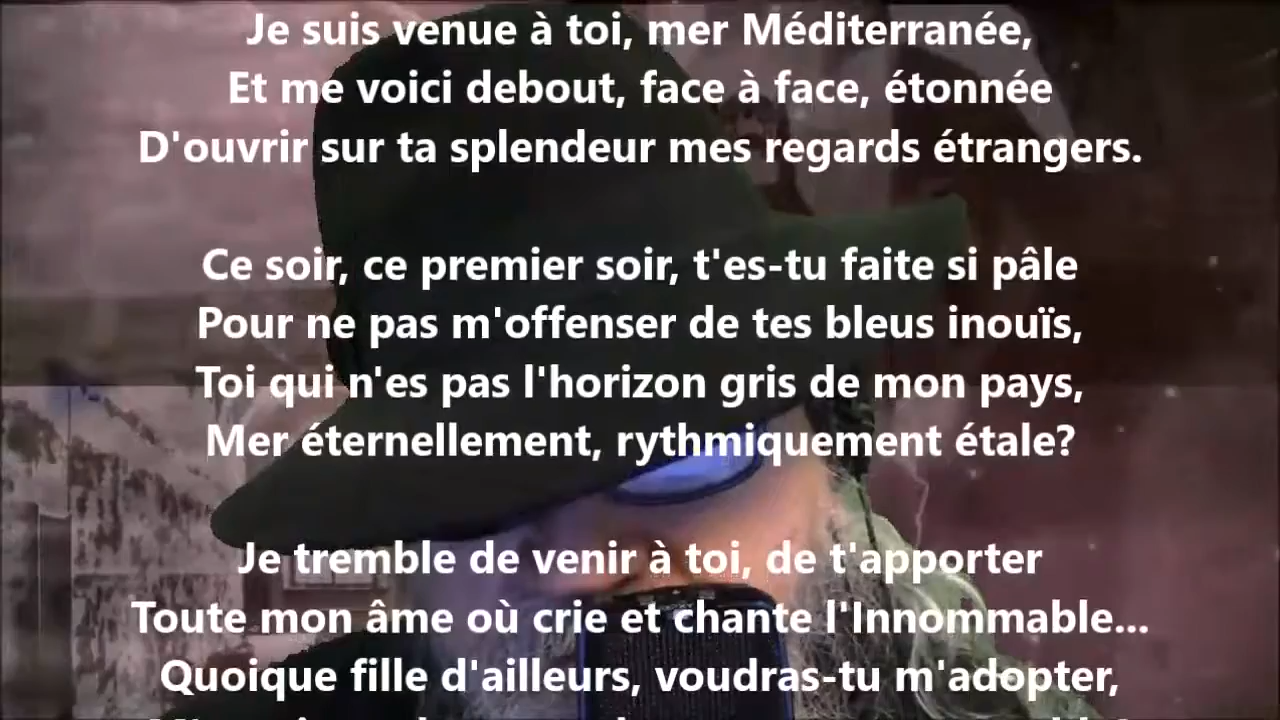 Je suis venue à toi, mer Méditerranée,
Et me voici debout, face à face, étonnée
D'ouvrir sur ta splendeur mes regards étrangers.
Ce soir, ce premier soir, t'es-tu faite si pâle
Pour ne pas m'offenser de tes bleus inouïs,
Toi qui n'es pas l'horizon gris de mon pays,
Mer éternellement, rythmiquement étale?
Je tremble de venir à toi, de t'apporter
Toute mon âme où crie et chante l'Innommable...
Quoique fille d'ailleurs, voudras-tu m'adopter,